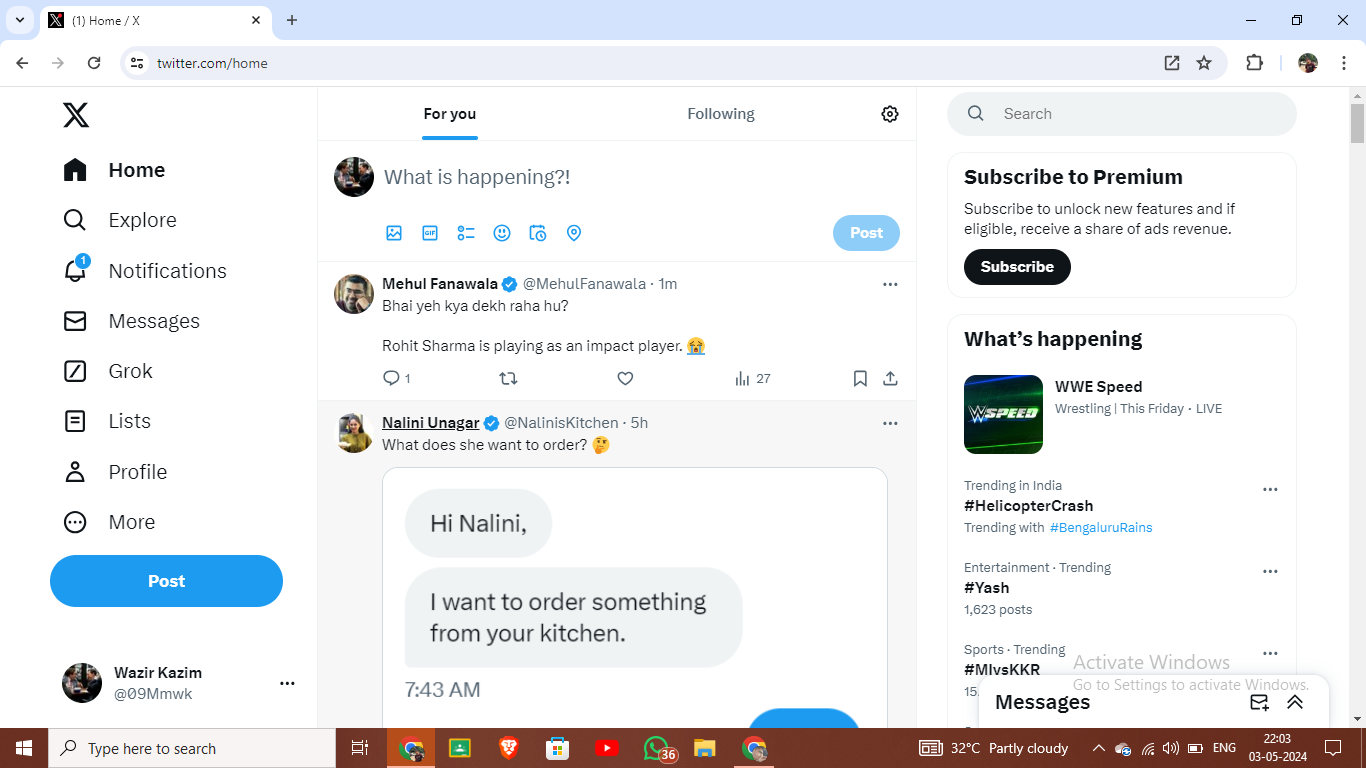 (1) Home / X
twitter.com/home
Home
Explore
1
Notifications
Messages
Grok
Lists
Profile
More
Post
Wazir Kazim
@09Mmwk
For you
Following
What is happening?!
GIF
Post
Mehul Fanawala @MehulFanawala · 1m
Bhai yeh kya dekh raha hu?
Rohit Sharma is playing as an impact player. 😭
1
27
Nalini Unagar @NalinisKitchen · 5h
What does she want to order? 🤔
Hi Nalini,
I want to order something
from your kitchen.
7:43 AM
Search
Subscribe to Premium
Subscribe to unlock new features and if
eligible, receive a share of ads revenue.
Subscribe
What's happening
SPEED
WWE Speed
Wrestling | This Friday · LIVE
Trending in India
#HelicopterCrash
Trending with #BengaluruRains
Entertainment · Trending
#Yash
1,623 posts
Sports · Trending
#MIvsKKR
Activate Windows
Go to Settings to activate Windows.
Messages
Type here to search
36
32°C Partly cloudy
ENG
22:03
03-05-2024